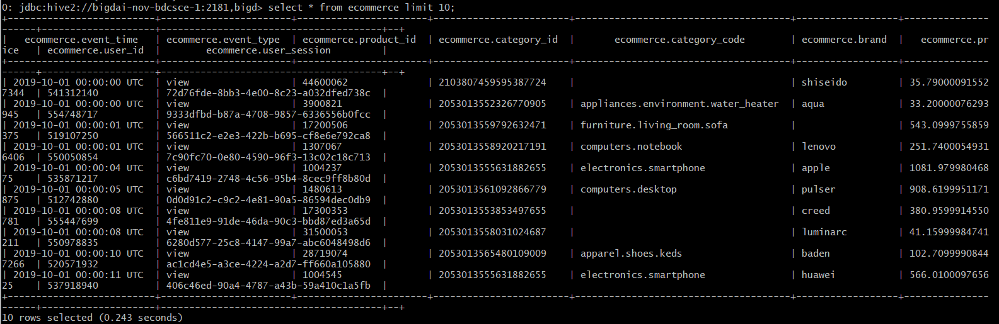 0: jdbc:hive2://bigdai-nov-bdcsce-1:2181,bigd> select * from ecommerce limit 10;
+--------------------------+-----------------------+-----------------------+------------------------+--------------------------------------+------------------+---------------
------+--------------------+---------------------------------------+--+
|   ecommerce.event_time   | ecommerce.event_type  | ecommerce.product_id  | ecommerce.category_id  |       ecommerce.category_code        | ecommerce.brand  |   ecommerce.pr
ice   | ecommerce.user_id  |        ecommerce.user_session         |
+--------------------------+-----------------------+-----------------------+------------------------+--------------------------------------+------------------+---------------
------+--------------------+---------------------------------------+--+
| 2019-10-01 00:00:00 UTC  | view                  | 44600062              | 2103807459595387724    |                                      | shiseido         | 35.79000091552
7344  | 541312140          | 72d76fde-8bb3-4e00-8c23-a032dfed738c  |
| 2019-10-01 00:00:00 UTC  | view                  | 3900821               | 2053013552326770905    | appliances.environment.water_heater  | aqua             | 33.20000076293
945  | 554748717          | 9333dfbd-b87a-4708-9857-6336556b0fcc  |
| 2019-10-01 00:00:01 UTC  | view                  | 17200506              | 2053013559792632471    | furniture.living_room.sofa           |                  | 543.0999755859
375   | 519107250          | 566511c2-e2e3-422b-b695-cf8e6e792ca8  |
| 2019-10-01 00:00:01 UTC  | view                  | 1307067               | 2053013558920217191    | computers.notebook                   | lenovo           | 251.7400054931
6406  | 550050854          | 7c90fc70-0e80-4590-96f3-13c02c18c713  |
| 2019-10-01 00:00:04 UTC  | view                  | 1004237               | 2053013555631882655    | electronics.smartphone               | apple            | 1081.979980468
75    | 535871217          | c6bd7419-2748-4c56-95b4-8cec9ff8b80d  |
| 2019-10-01 00:00:05 UTC  | view                  | 1480613               | 2053013561092866779    | computers.desktop                    | pulser           | 908.6199951171
875   | 512742880          | 0d0d91c2-c9c2-4e81-90a5-86594dec0db9  |
| 2019-10-01 00:00:08 UTC  | view                  | 17300353              | 2053013553853497655    |                                      | creed            | 380.9599914550
781   | 555447699          | 4fe811e9-91de-46da-90c3-bbd87ed3a65d  |
| 2019-10-01 00:00:08 UTC  | view                  | 31500053              | 2053013558031024687    |                                      | luminarc         | 41.15999984741
211   | 550978835          | 6280d577-25c8-4147-99a7-abc6048498d6  |
| 2019-10-01 00:00:10 UTC  | view                  | 28719074              | 2053013565480109009    | apparel.shoes.keds                   | baden            | 102.7099990844
7266  | 520571932          | ac1cd4e5-a3ce-4224-a2d7-ff660a105880  |
| 2019-10-01 00:00:11 UTC  | view                  | 1004545               | 2053013555631882655    | electronics.smartphone               | huawei           | 566.0100097656
25    | 537918940          | 406c46ed-90a4-4787-a43b-59a410c1a5fb  |
+--------------------------+-----------------------+-----------------------+------------------------+--------------------------------------+------------------+---------------
------+--------------------+---------------------------------------+--+
10 rows selected (0.243 seconds)